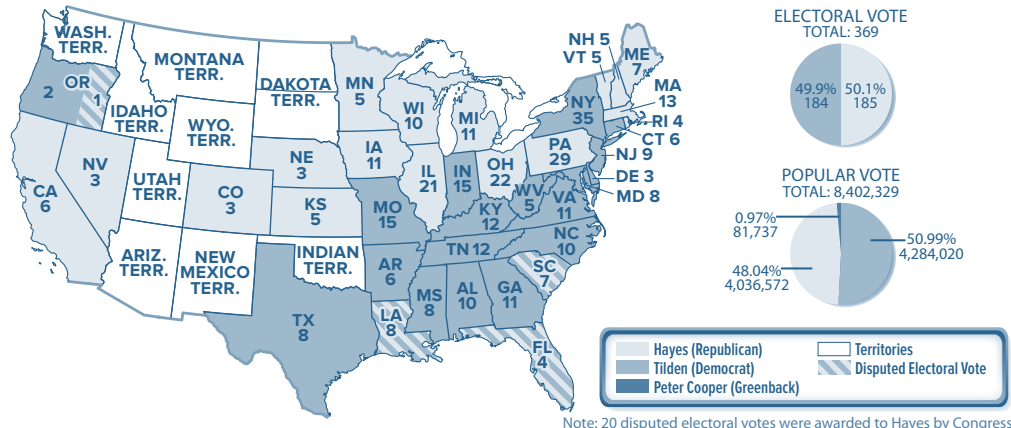 WASH.
TERR.
MONTANA
TERR.
DAKOTA
TERR.
MN
5
NH 5
VT 5
ME
7
MA
13
RI 4
CT 6
NJ 9
DE 3
MD 8
2
OR
1
IDAHO
TERR.
WYO.
TERR.
WI
10
MI
11
NY
35
PA
29
NE
3
IA
11
IL
21
IN
15
OH
22
WV
5
VA
11
CA
6
NV
3
UTAH
TERR.
CO
3
KS
5
MO
15
KY
12
NC
10
TN 12
ARIZ.
TERR.
NEW
MEXICO
TERR.
INDIAN
TERR.
AR
6
SC
7
MS
8
AL
10
GA
11
TX
8
LA
8
FL
4
ELECTORAL VOTE
TOTAL: 369
49.9%
184
50.1%
185
POPULAR VOTE
TOTAL: 8,402,329
0.97%
81,737
50.99%
4,284,020
48.04%
4,036,572
Hayes (Republican)
Tilden (Democrat)
Peter Cooper (Greenback)
Territories
Disputed Electoral Vote
Note: 20 disputed electoral votes were awarded to Hayes by Congress